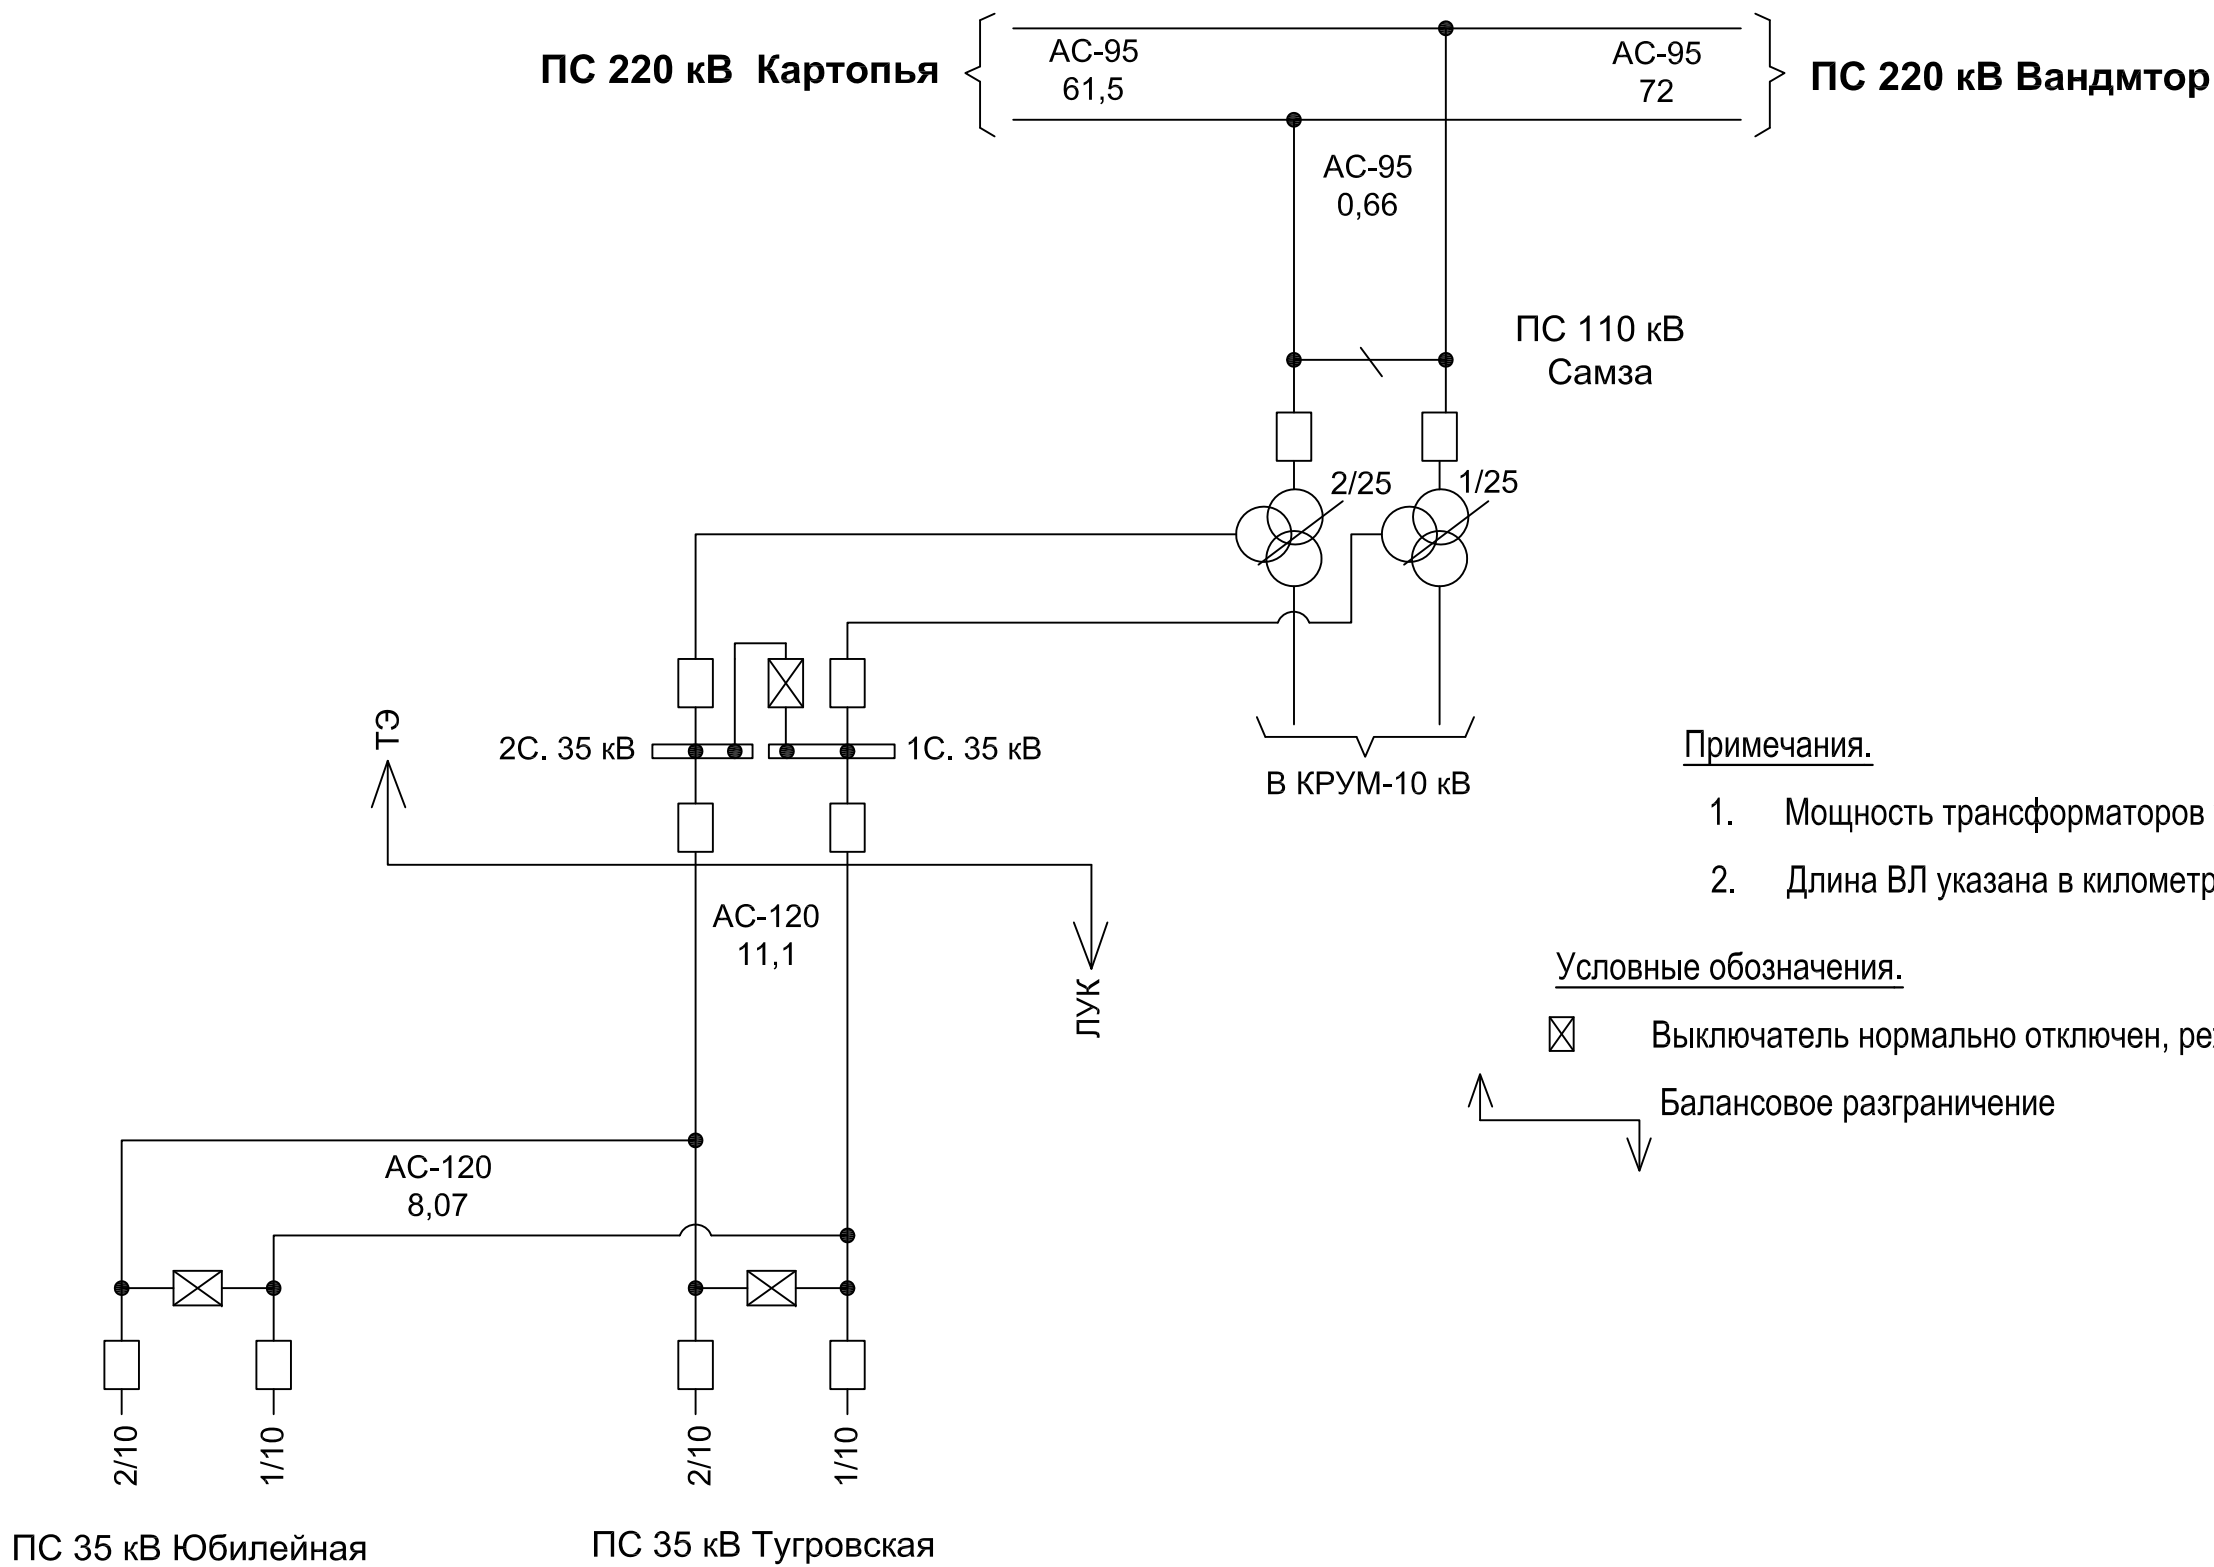 ПС 220 кВ  Картопья
АС-95
61,5
АС-95
72
ПС 220 кВ Вандмтор
АС-95
0,66
ПС 110 кВ
Самза
2/25
1/25
ТЭ
2С. 35 кВ
1С. 35 кВ
В КРУМ-10 кВ
Примечания.
1. Мощность трансформаторов
2. Длина ВЛ указана в
АС-120
11,1
ЛУК
Условные обозначения.
Выключатель нормально отключен,
Балансовое разграничение
АС-120
8,07
2/10
1/10
2/10
1/10
ПС 35 кВ Юбилейная
ПС 35 кВ Тугровская